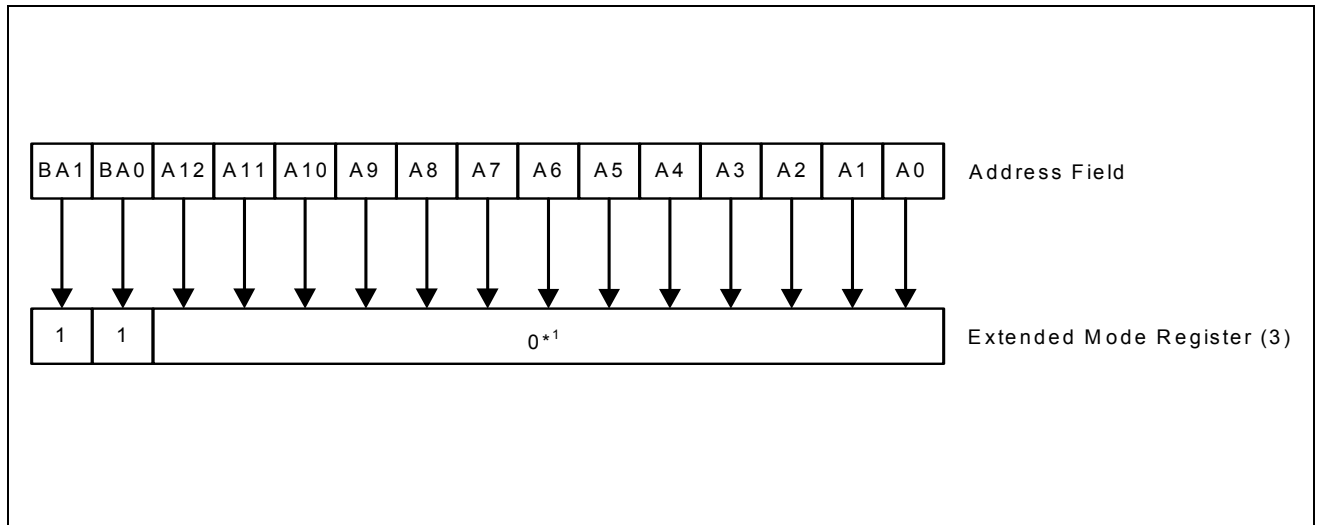 BA1 BA0 A12 A11 A10 A9 A8 A7 A6 A5 A4 A3 A2 A1 A0 Address Field
1 1 0*1 Extended Mode Register (3)